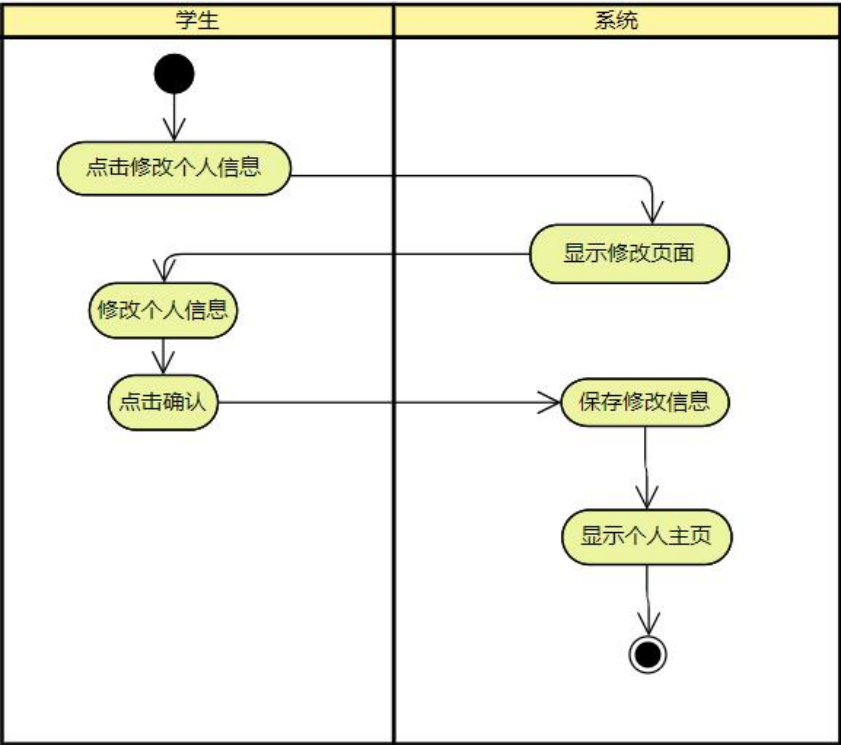 学生
系统
点击修改个人信息
显示修改页面
修改个人信息
点击确认
保存修改信息
显示个人主页